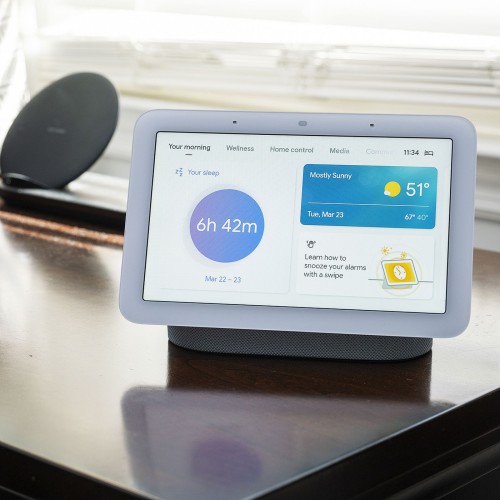 Your morning Wellness Home control Media 11:34
Your sleep
6h 42m
Mar 22 – 23
Mostly Sunny
51°
Tue, Mar 23
67° 40°
Learn how to
snooze your alarms
with a swipe